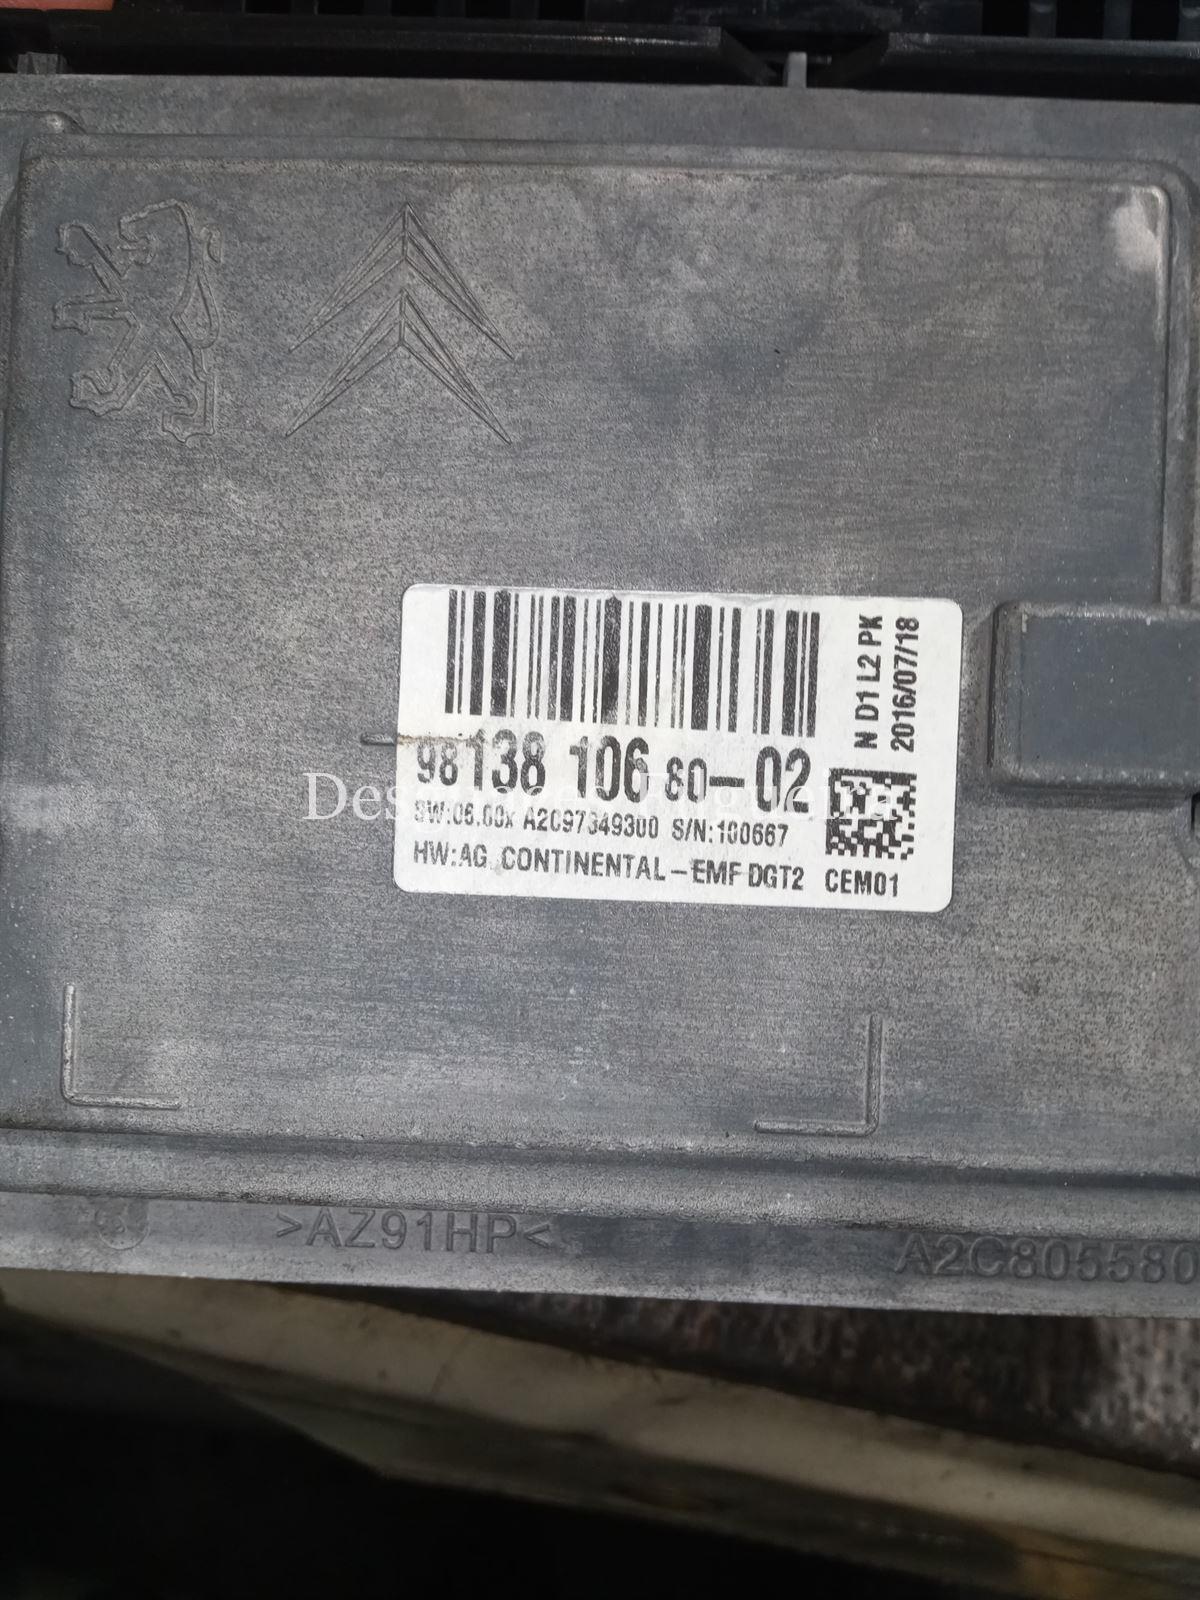 N D1 L2 PK
2016/07/18
98138 106 80-02
SW:06.00x A2C97349300 S/N:100667
HW:AG CONTINENTAL-EMF DGT2 CEM01
>AZ91HP<
A2C805580